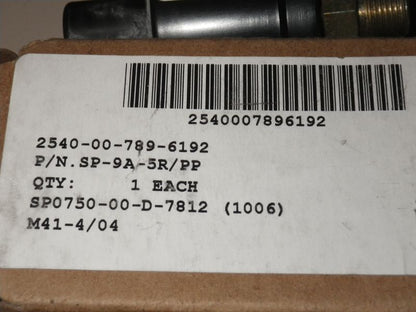 2540007896192
2540-00-789-6192
P/N.SP-9A-5R/PP
QTY: 1 EACH
SP0750-00-D-7812 (1006)
M41-4/04